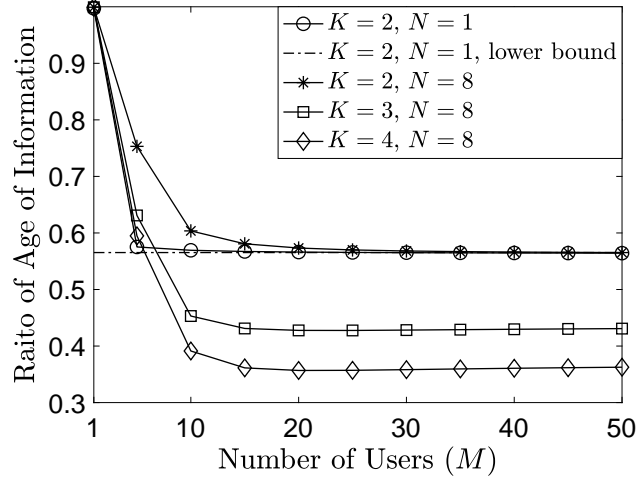 K = 2, N = 1
K = 2, N = 1, lower bound
K = 2, N = 8
K = 3, N = 8
K = 4, N = 8
Raito of Age of Information
0.9
0.8
0.7
0.6
0.5
0.4
0.3
1 10 20 30 40 50
Number of Users (M)